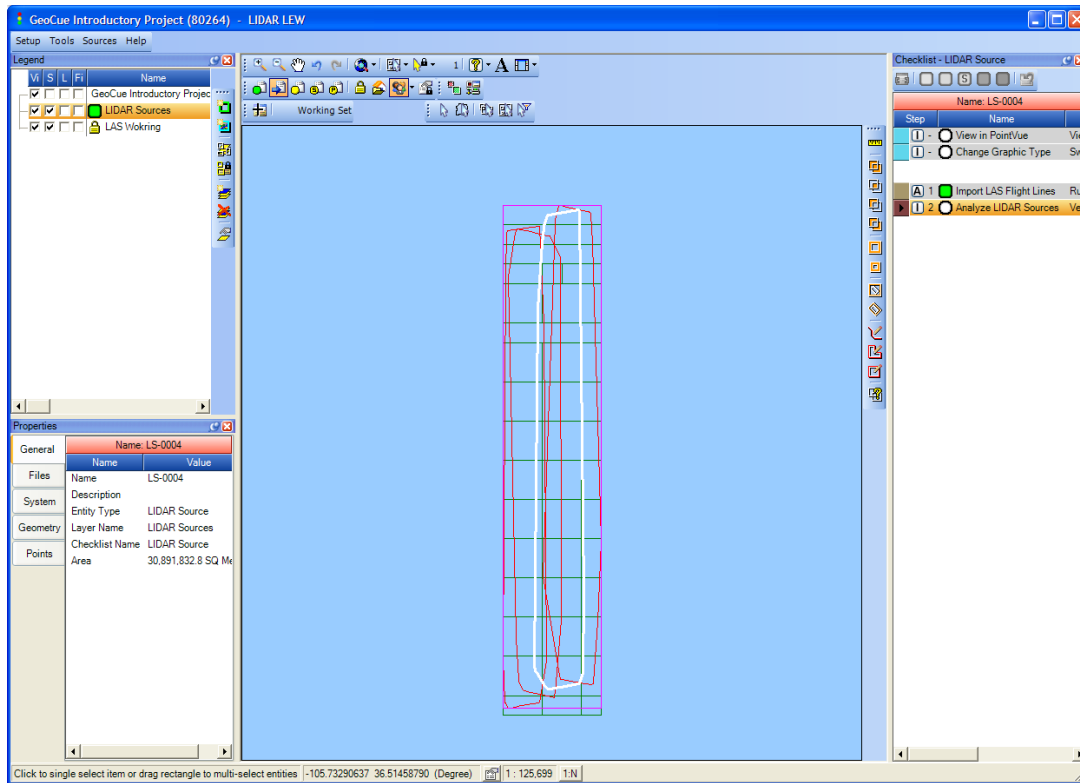 GeoCue Introductory Project (80264) - LIDAR LEW
Setup Tools Sources Help
Legend
Vi S L Fi Name
GeoCue Introductory Projec
LIDAR Sources
LAS Wokring
1
Working Set
Properties
Name: LS-0004
General
Files
System
Geometry
Points
Name Value
Name LS-0004
Description
Entity Type LIDAR Source
Layer Name LIDAR Sources
Checklist Name LIDAR Source
Area 30,891,832.8 SQ Me
Checklist - LIDAR Source
Name: LS-0004
Step Name
I - View in PointVue Vie
I - Change Graphic Type Sw
A 1 Import LAS Flight Lines Ru
I 2 Analyze LIDAR Sources Ve
Click to single select item or drag rectangle to multi-select entities -105.73290637 36.51458790 (Degree) 1 : 125,699 1:N